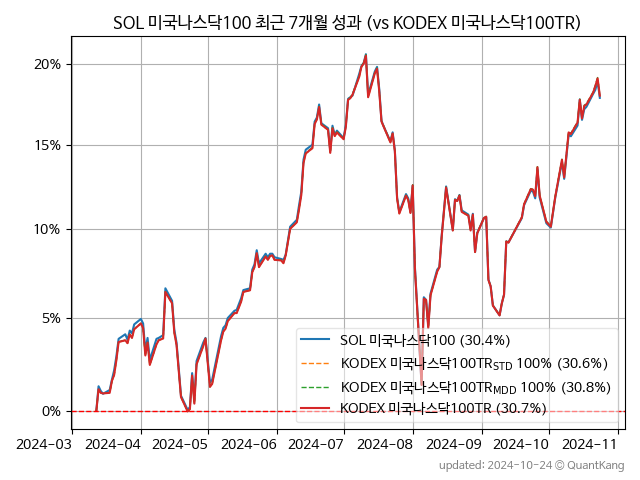 SOL 미국나스닥100 최근 7개월 성과 (vs KODEX 미국나스닥100TR)
20%
15%
10%
5%
0%
SOL 미국나스닥100 (30.4%)
KODEX 미국나스닥100TR_STD 100% (30.6%)
KODEX 미국나스닥100TR_MDD 100% (30.8%)
KODEX 미국나스닥100TR (30.7%)
2024-03 2024-04 2024-05 2024-06 2024-07 2024-08 2024-09 2024-10 2024-11
updated: 2024-10-24 © QuantKang